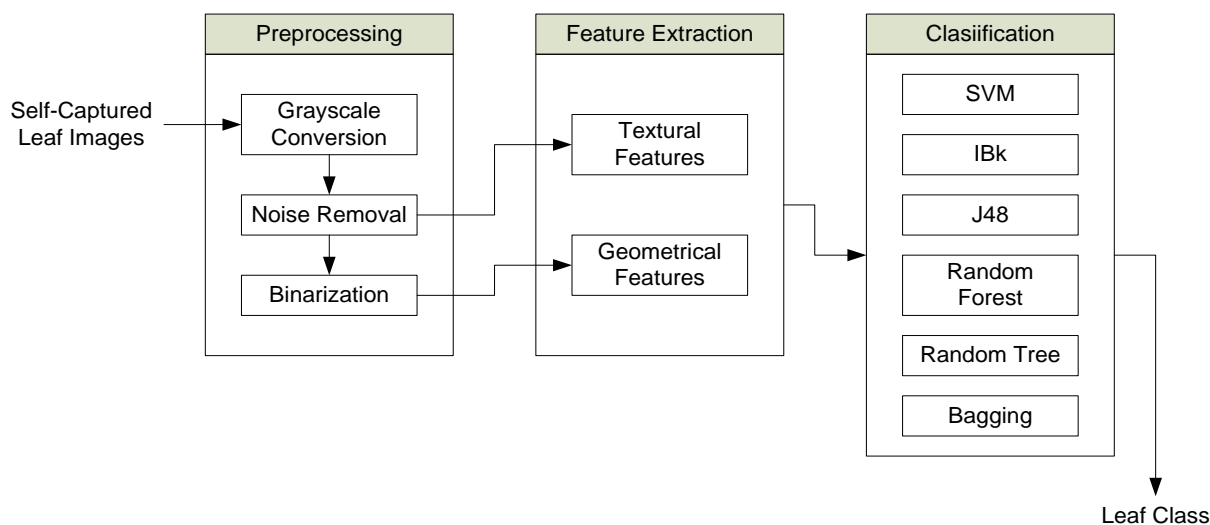 Preprocessing
Feature Extraction
Clasiification
Self-Captured
Leaf Images
Grayscale
Conversion
Noise Removal
Binarization
Textural
Features
Geometrical
Features
SVM
IBk
J48
Random
Forest
Random Tree
Bagging
Leaf Class